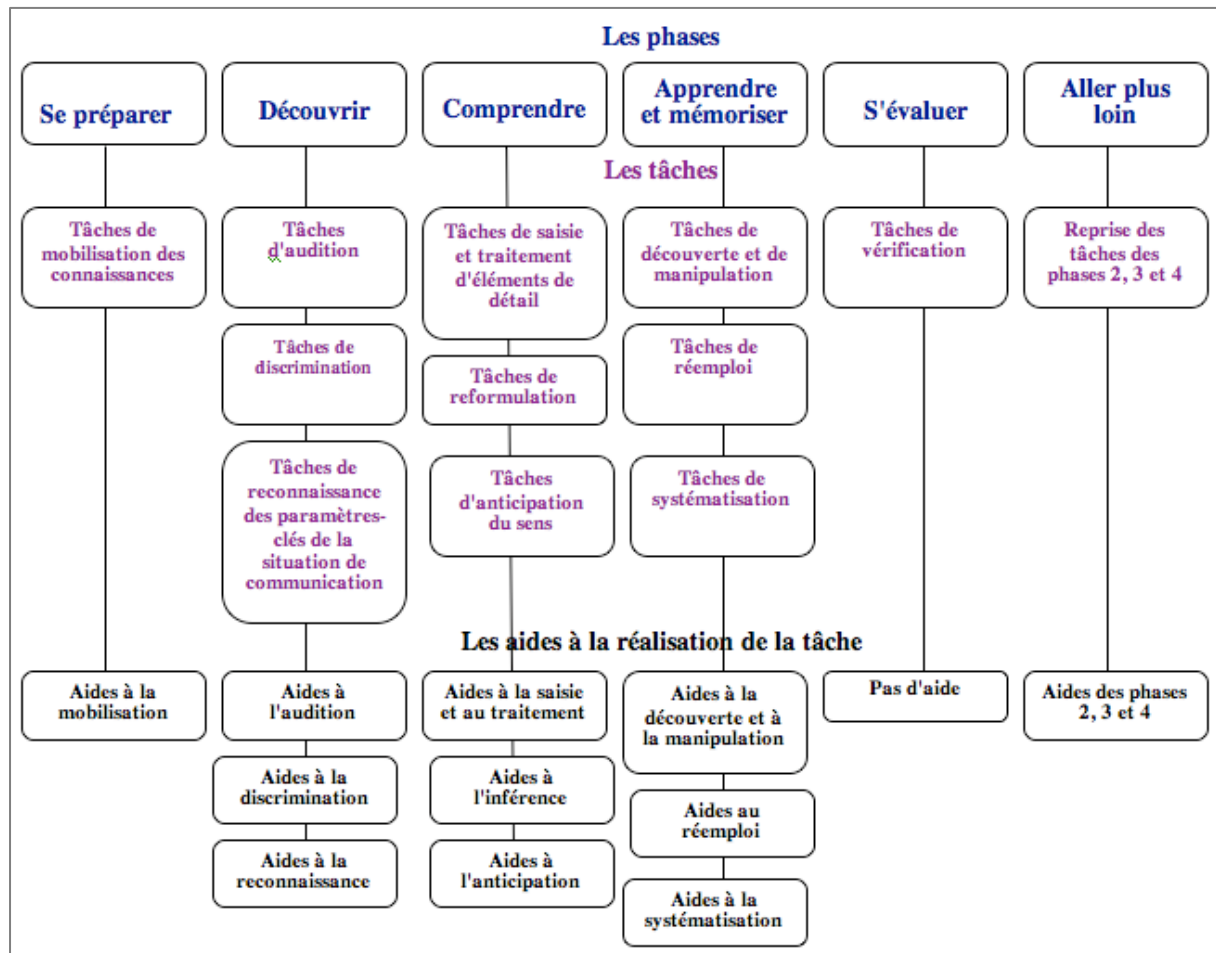 Les phases
Se préparer
Découvrir
Comprendre
Apprendre
et mémoriser
S'évaluer
Aller plus
loin
Les tâches
Tâches de
mobilisation des
connaissances
Tâches
d'audition
Tâches de saisie
et traitement
d'éléments de
détail
Tâches de
découverte et de
manipulation
Tâches de
vérification
Reprise des
tâches des
phases 2, 3 et 4
Tâches de
discrimination
Tâches de
reformulation
Tâches de
réemploi
Tâches de
reconnaissance
des paramètres-
clés de la
situation de
communication
Tâches
d'anticipation
du sens
Tâches de
systématisation
Les aides à la réalisation de la tâche
Aides à la
mobilisation
Aides à
l'audition
Aides à la saisie
et au traitement
Aides à la
découverte et à
la manipulation
Pas d'aide
Aides des phases
2, 3 et 4
Aides à la
discrimination
Aides à
l'inférence
Aides au
réemploi
Aides à la
reconnaissance
Aides à
l'anticipation
Aides à la
systématisation